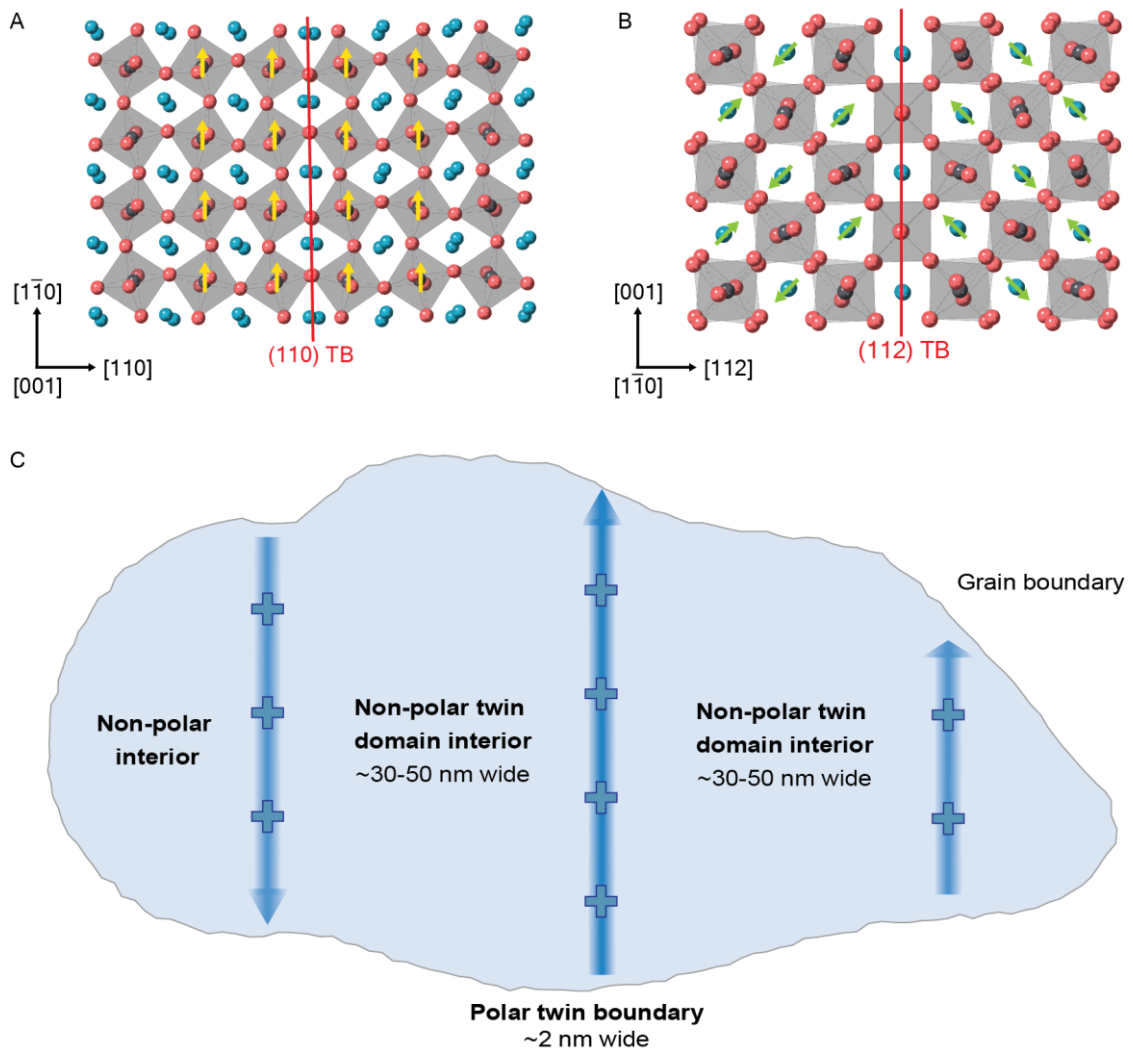 A
[11̄0]
[001]
[110]
(110) TB
B
[001]
[11̄0]
[112]
(112) TB
C
Grain boundary
Non-polar
interior
Non-polar twin
domain interior
~30-50 nm wide
Non-polar twin
domain interior
~30-50 nm wide
Polar twin boundary
~2 nm wide